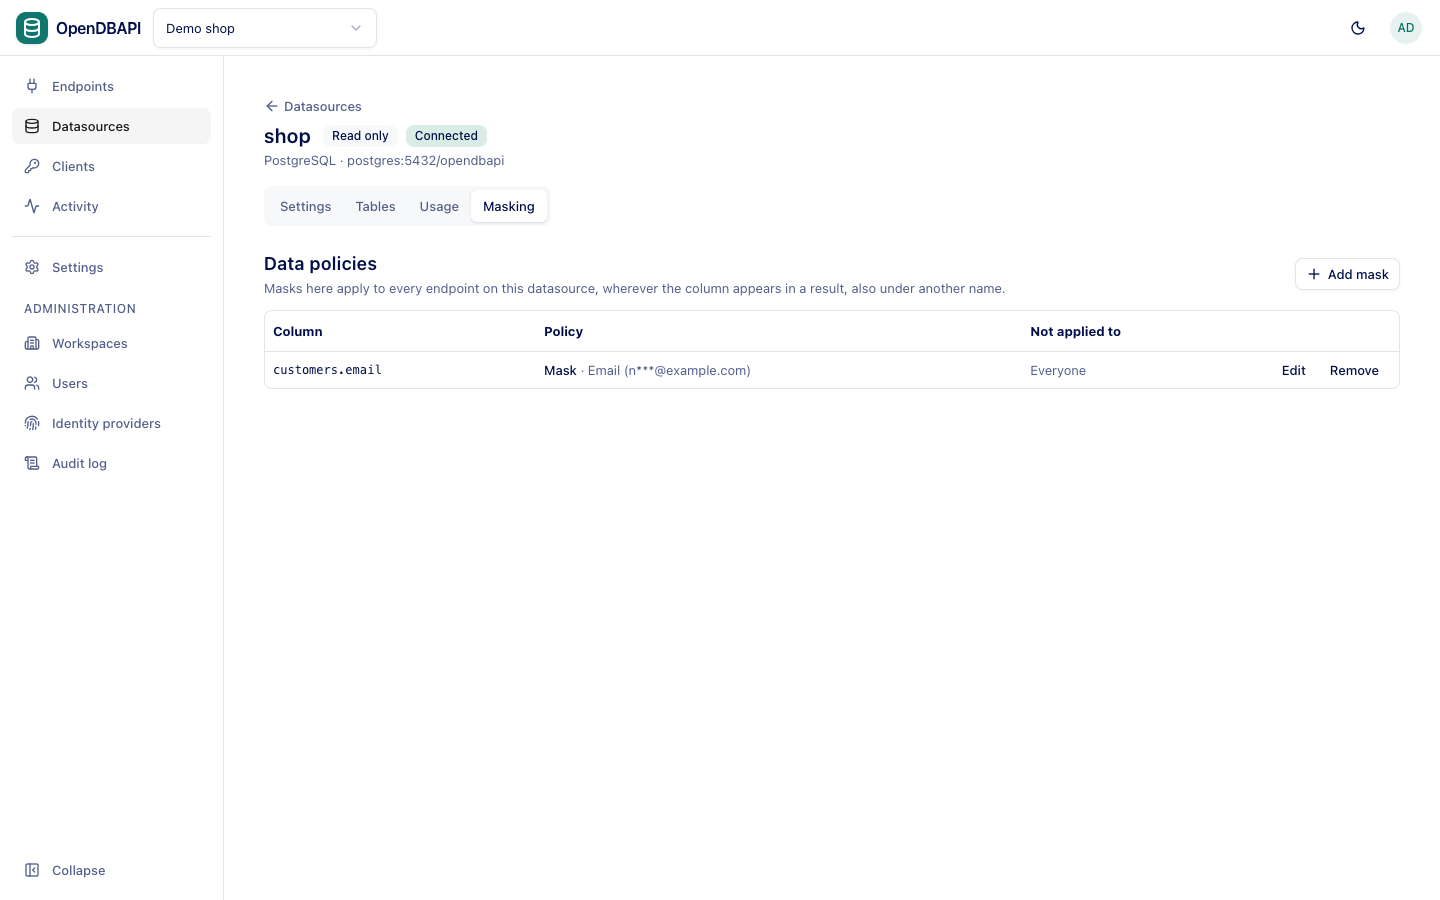 OpenDBAPI
Demo shop
AD
Endpoints
Datasources
Clients
Activity
Settings
ADMINISTRATION
Workspaces
Users
Identity providers
Audit log
Collapse
Datasources
shop Read only Connected
PostgreSQL · postgres:5432/opendbapi
Settings Tables Usage Masking
Data policies
Masks here apply to every endpoint on this datasource, wherever the column appears in a result, also under another name.
Add mask
Column Policy Not applied to
customers.email Mask · Email (n***@example.com) Everyone Edit Remove